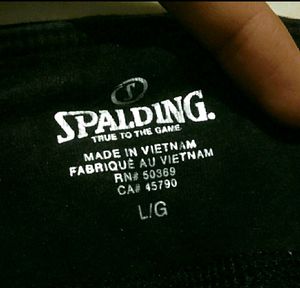 SPALDING.
TRUE TO THE GAME
MADE IN VIETNAM
FABRIQUÉ AU VIETNAM
RN# 50369
CA# 45790
L/G